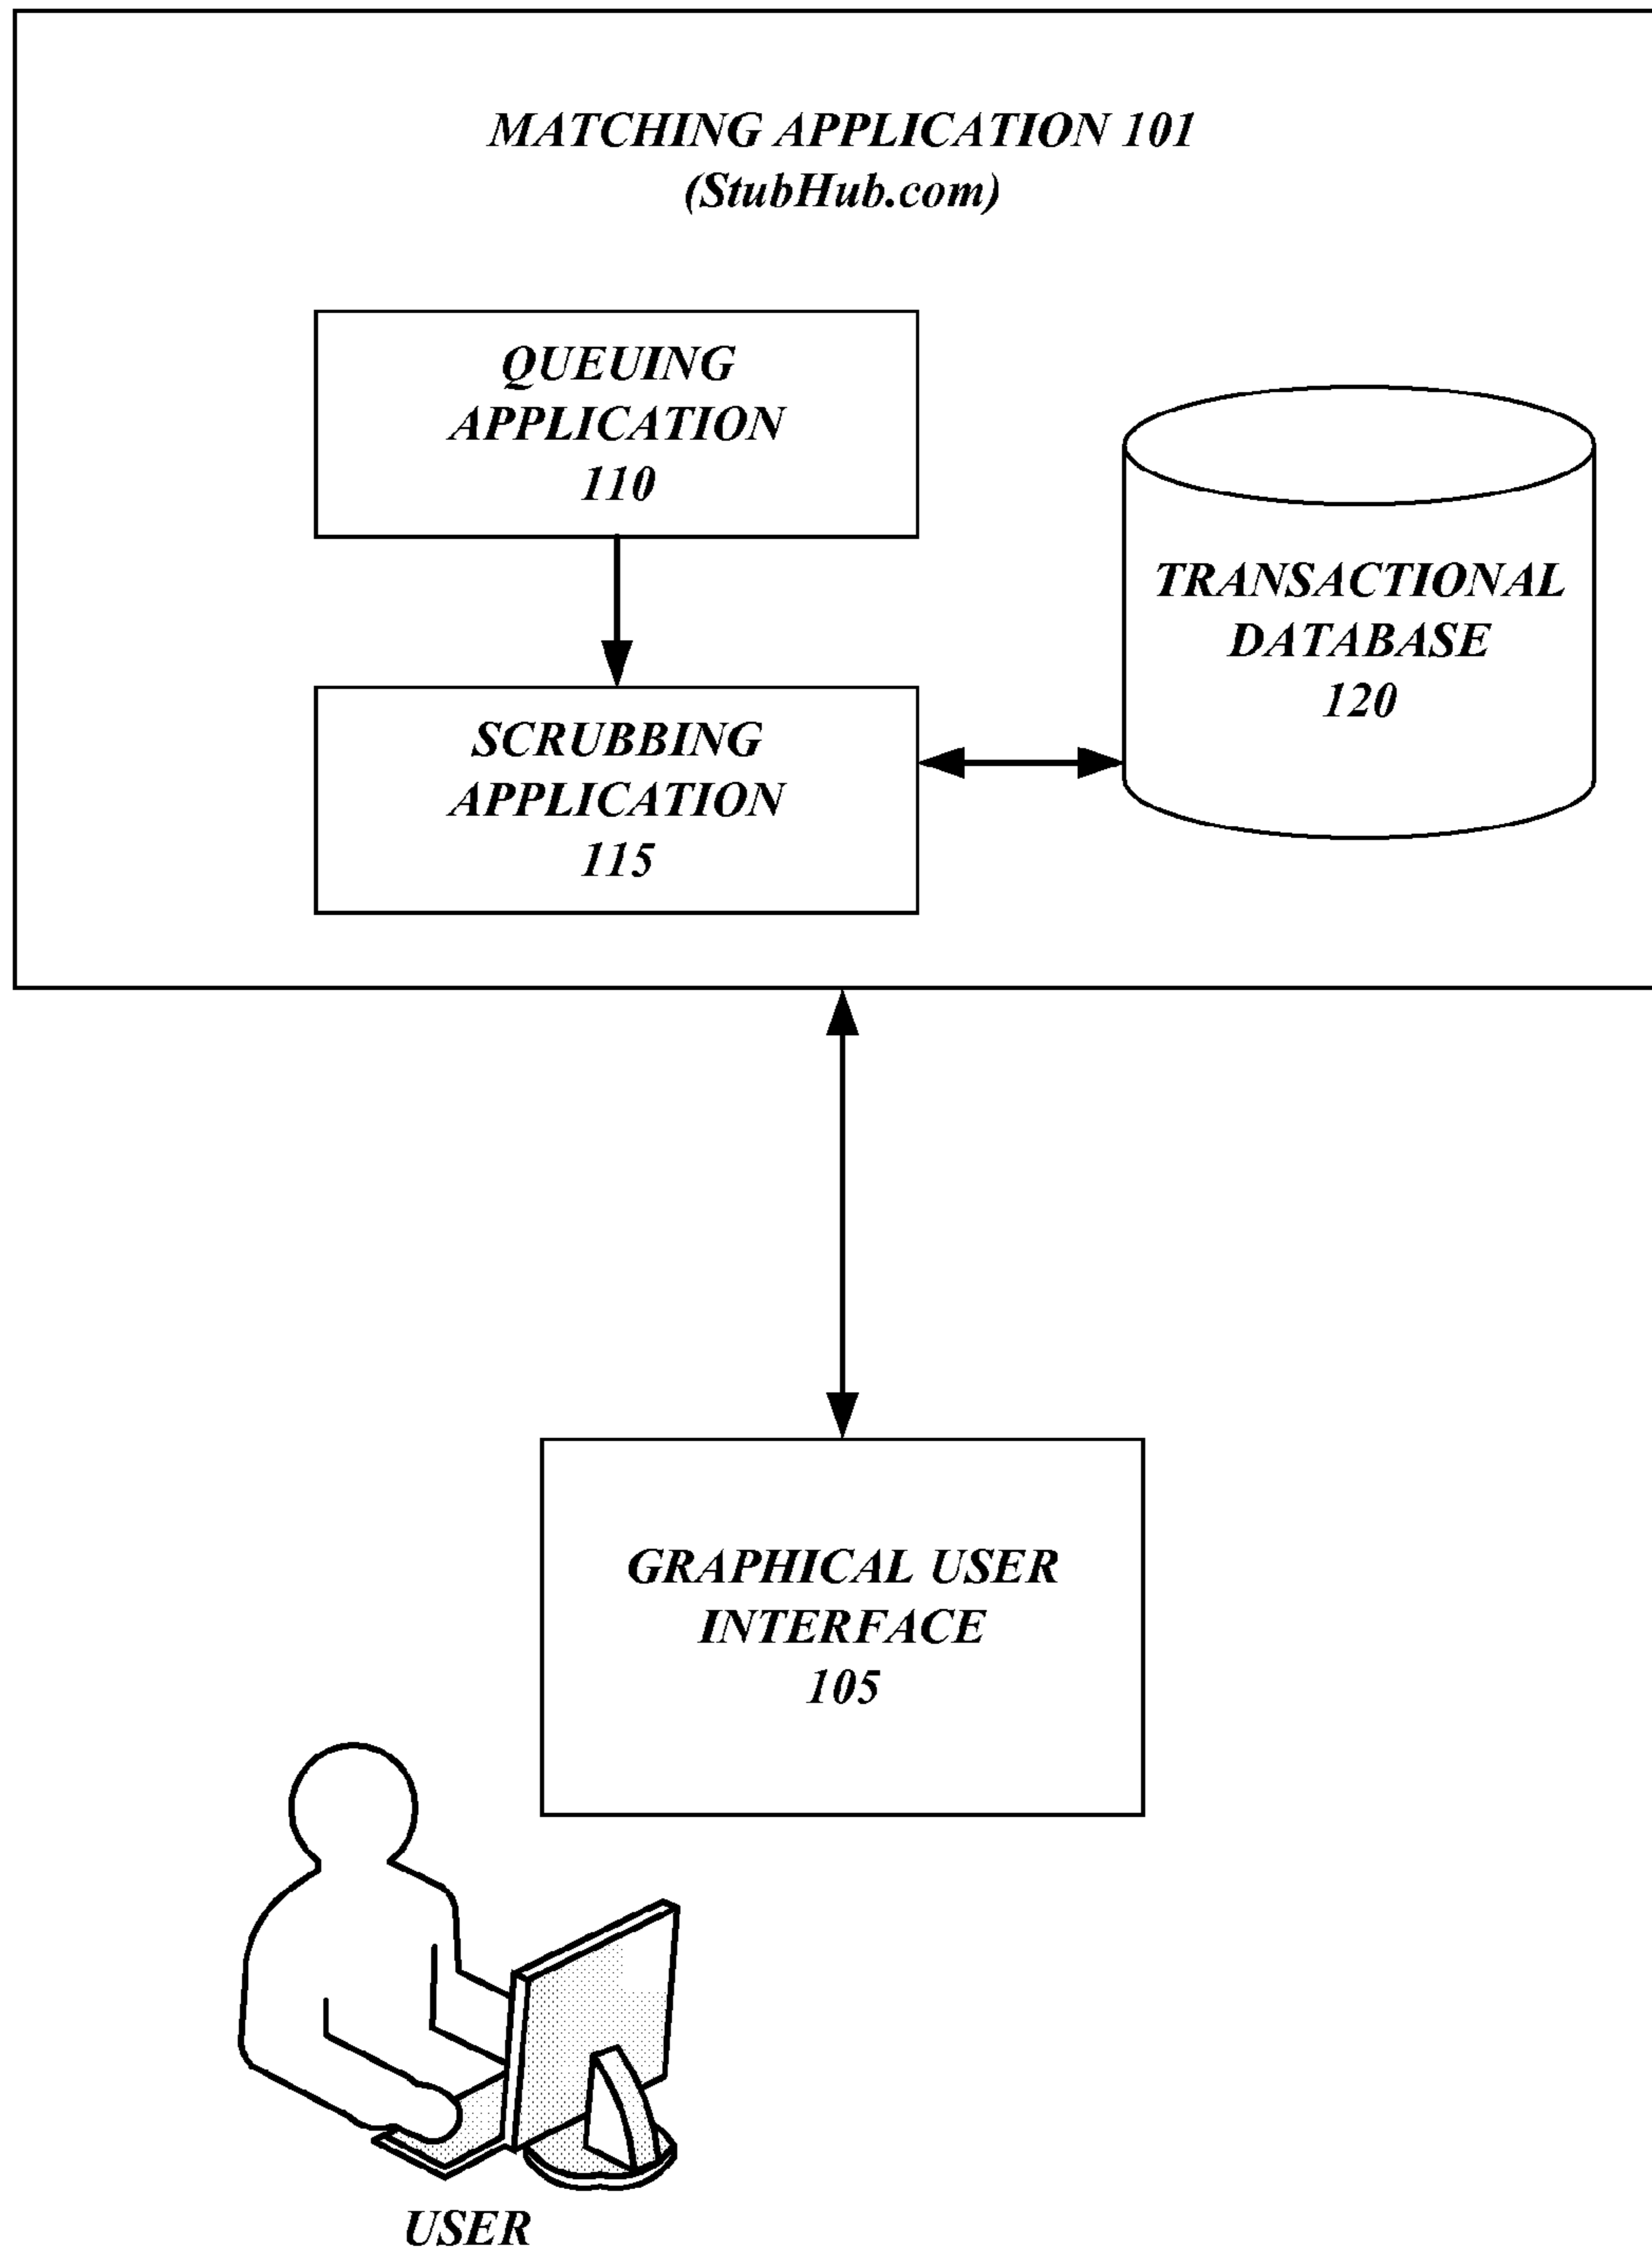 MATCHING APPLICATION 101
(StubHub.com)
QUEUING
APPLICATION
110
TRANSACTIONAL
DATABASE
120
SCRUBBING
APPLICATION
115
GRAPHICAL USER
INTERFACE
105
USER